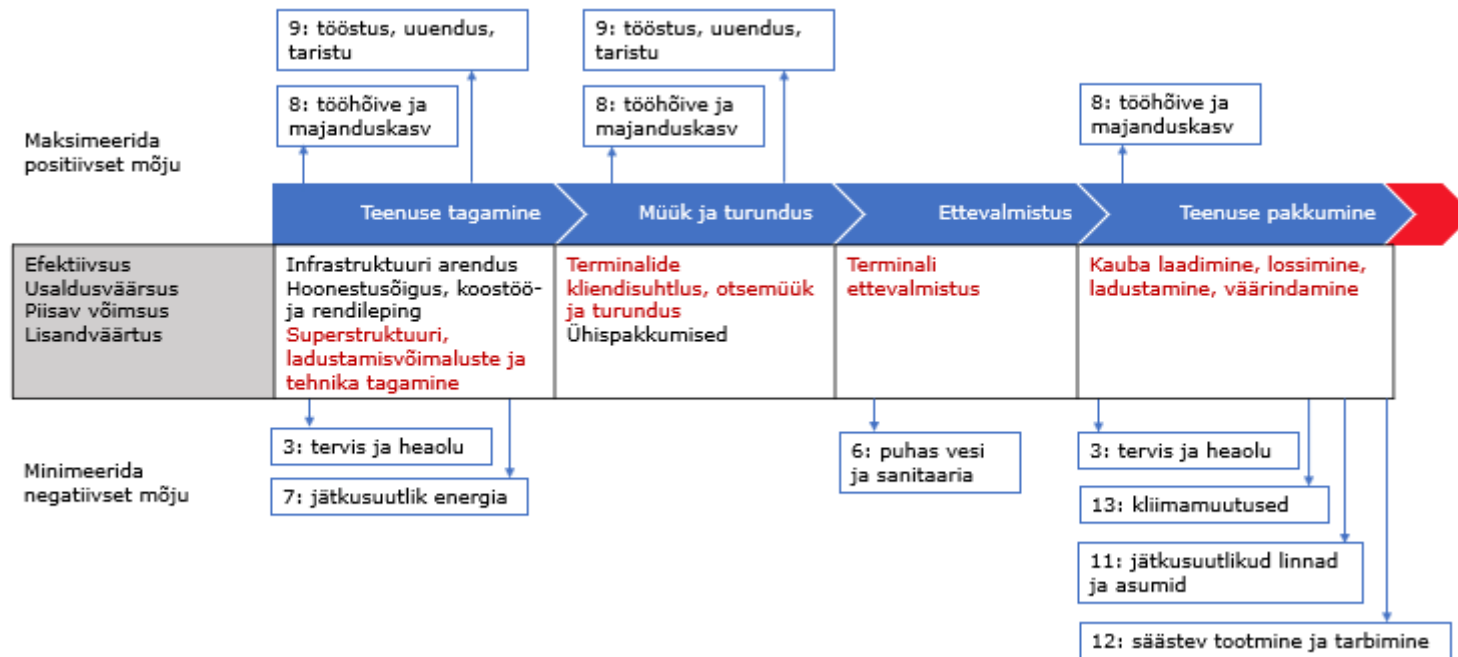 9: tööstus, uuendus,
taristu
9: tööstus, uuendus,
taristu
8: tööhõive ja
majanduskasv
8: tööhõive ja
majanduskasv
8: tööhõive ja
majanduskasv
Maksimeerida
positiivset mõju
Teenuse tagamine
Müük ja turundus
Ettevalmistus
Teenuse pakkumine
Efektiivsus
Usaldusväärsus
Piisav võimsus
Lisandväärtus
Infrastruktuuri arendus
Hoonestusõigus, koostöö-
ja rendileping
Superstruktuuri,
ladustamisvõimaluste ja
tehnika tagamine
Terminalide
kliendisuhtlus, otsemüük
ja turundus
Ühispakkumised
Terminali
ettevalmistus
Kauba laadimine, lossimine,
ladustamine, väärindamine
Minimeerida
negatiivset mõju
3: tervis ja heaolu
7: jätkusuutlik energia
6: puhas vesi
ja sanitaaria
3: tervis ja heaolu
13: kliimamuutused
11: jätkusuutlikud linnad
ja asumid
12: säästev tootmine ja tarbimine